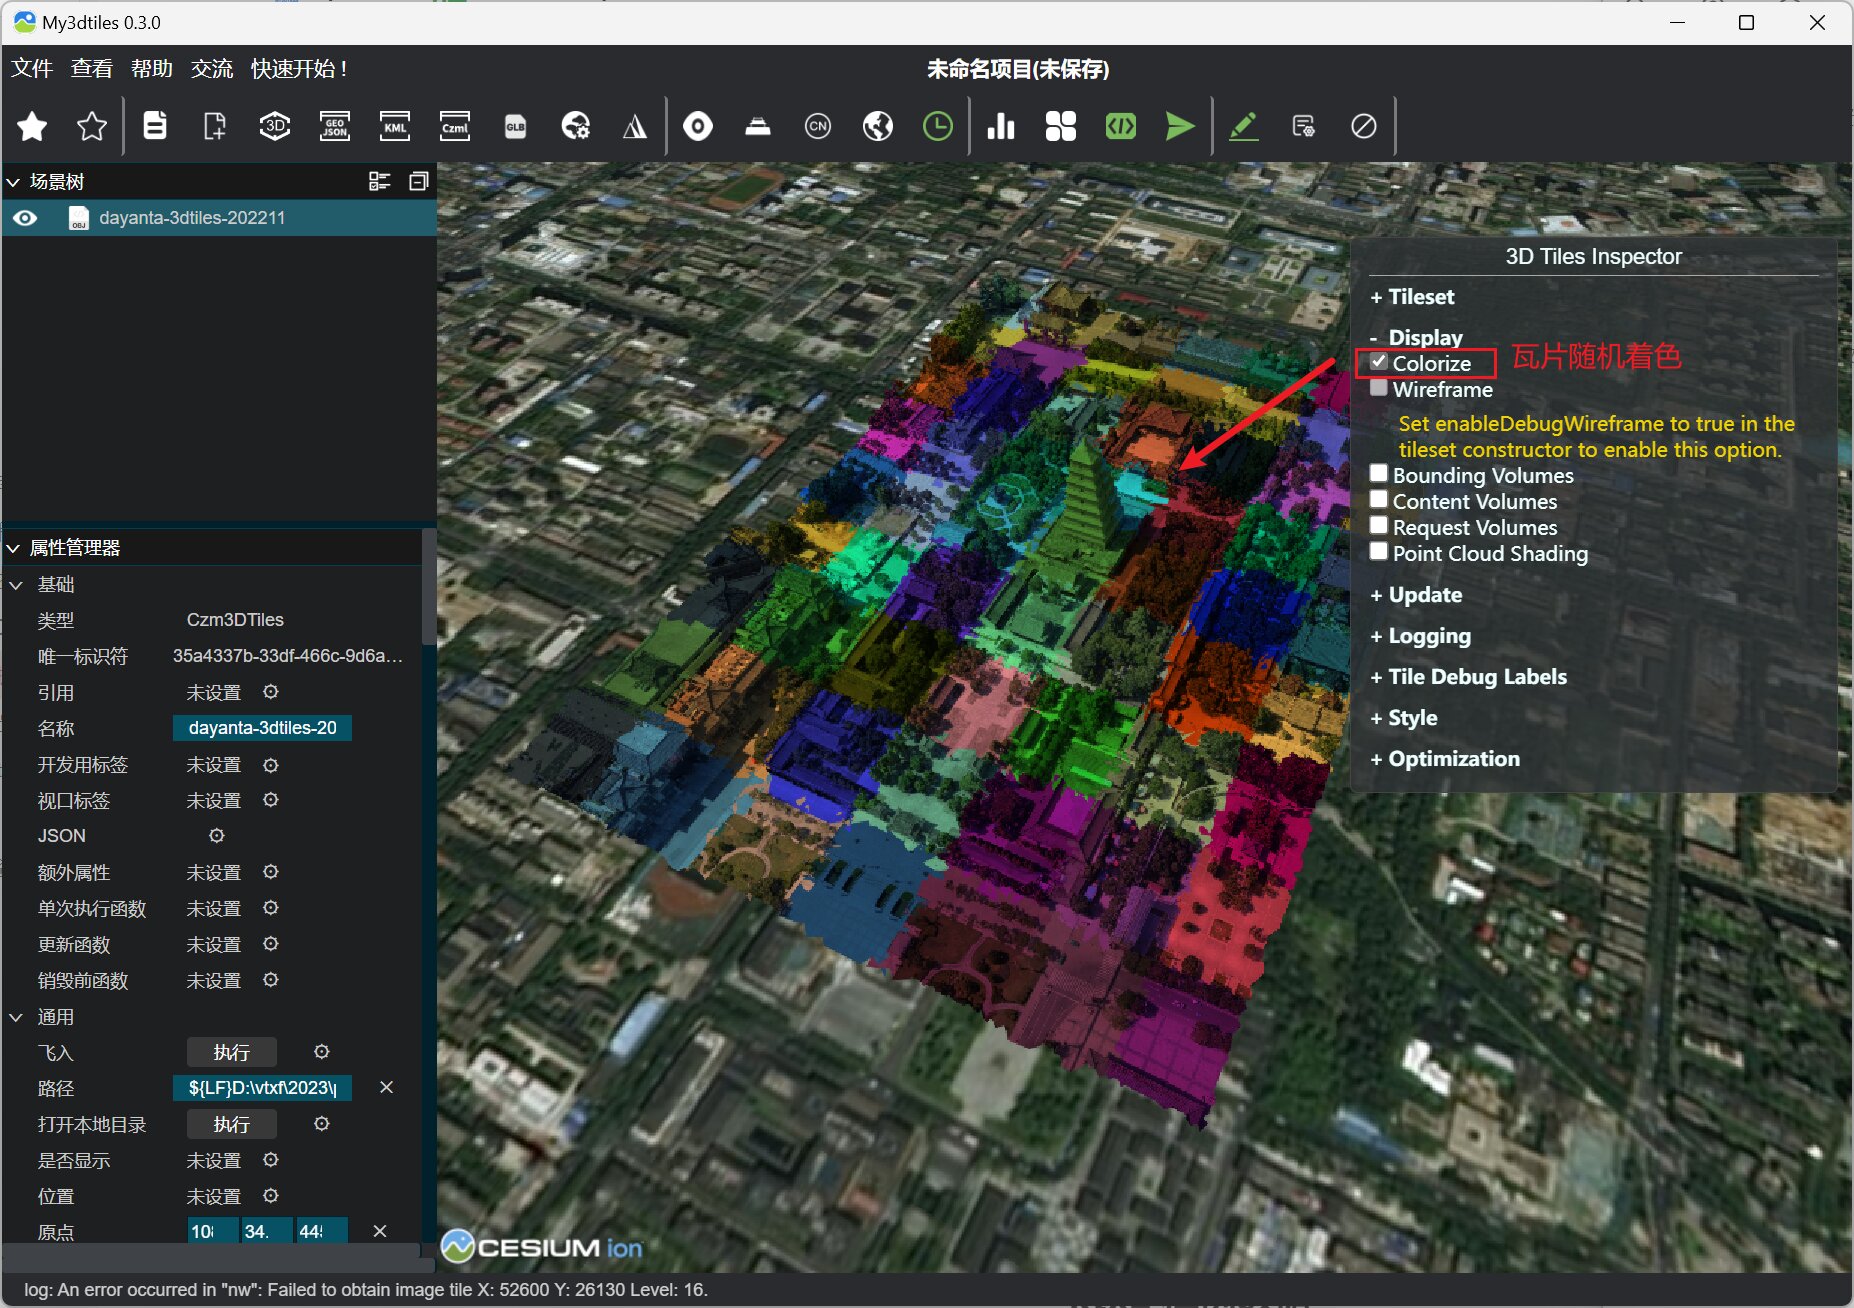 My3dtiles 0.3.0
文件 查看 帮助 交流 快速开始！ 未命名项目(未保存)
3D GEO JSON KML Czml GLB CN
场景树
OBJ dayanta-3dtiles-202211
属性管理器
基础
类型 Czm3DTiles
唯一标识符 35a4337b-33df-466c-9d6a...
引用 未设置
名称 dayanta-3dtiles-20
开发用标签 未设置
视口标签 未设置
JSON
额外属性 未设置
单次执行函数 未设置
更新函数 未设置
销毁前函数 未设置
通用
飞入 执行
路径 ${LF}D:\vtxf\2023\
打开本地目录 执行
是否显示 未设置
位置 未设置
原点 34.
3D Tiles Inspector
+ Tileset
- Display
Colorize 瓦片随机着色
Wireframe
Set enableDebugWireframe to true in the
tileset constructor to enable this option.
Bounding Volumes
Content Volumes
Request Volumes
Point Cloud Shading
+ Update
+ Logging
+ Tile Debug Labels
+ Style
+ Optimization
CESIUM ion
log: An error occurred in "nw": Failed to obtain image tile X: 52600 Y: 26130 Level: 16.